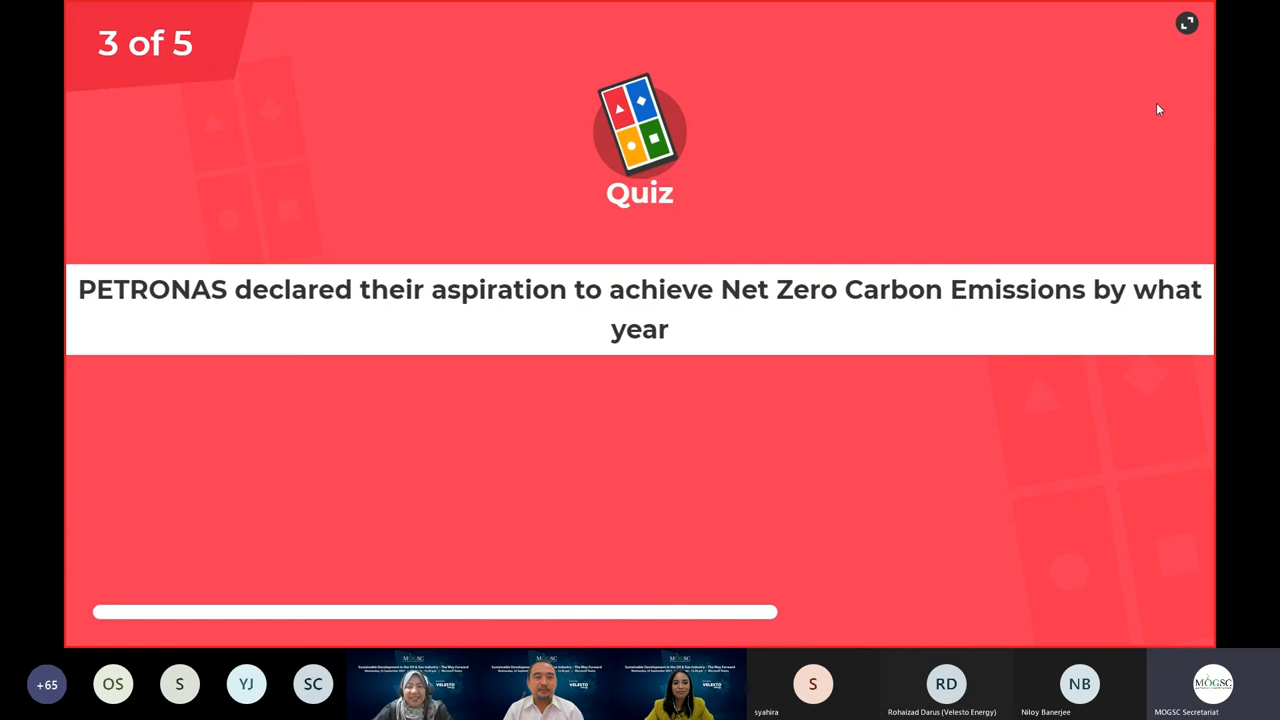 3 of 5
Quiz
PETRONAS declared their aspiration to achieve Net Zero Carbon Emissions by what
year
+65
OS
S
YJ
SC
S
RD
NB
MOGSC
syahira
Rohaizad Darus (Velesto Energy)
Niloy Banerjee
MOGSC Secretariat